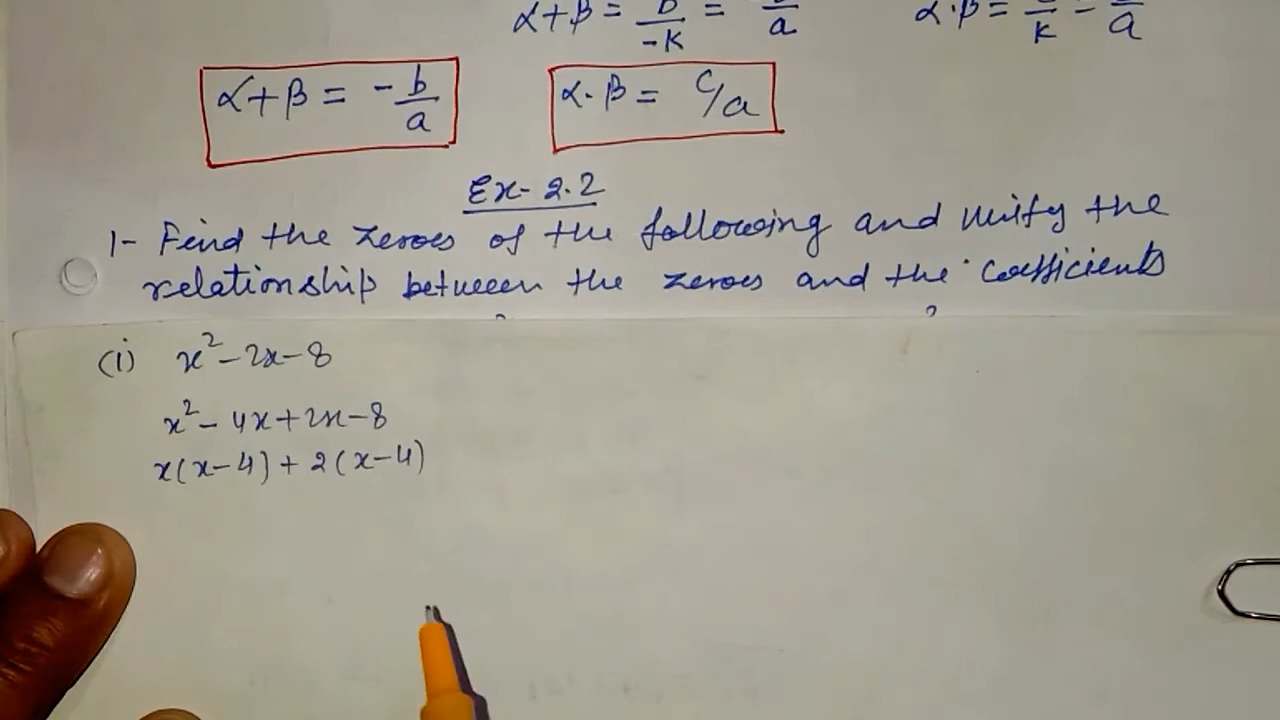 α+β = b/-k = b/a α·β = c/k = c/a
α+β = -b/a α·β = c/a
Ex- 2.2
1- Find the zeroes of the following and verify the
relationship between the zeroes and the coefficients
(i) x²-2x-8
x²-4x+2x-8
x(x-4)+2(x-4)